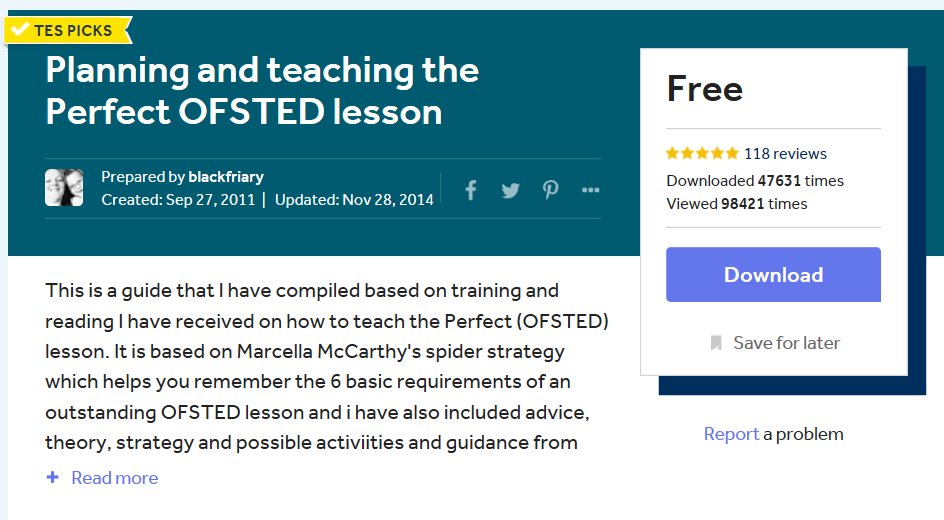 TES PICKS
Planning and teaching the
Perfect OFSTED lesson
Prepared by blackfriary
Created: Sep 27, 2011 | Updated: Nov 28, 2014
Free
118 reviews
Downloaded 47631 times
Viewed 98421 times
Download
Save for later
Report a problem
This is a guide that I have compiled based on training and
reading I have received on how to teach the Perfect (OFSTED)
lesson. It is based on Marcella McCarthy's spider strategy
which helps you remember the 6 basic requirements of an
outstanding OFSTED lesson and i have also included advice,
theory, strategy and possible activiities and guidance from
+ Read more